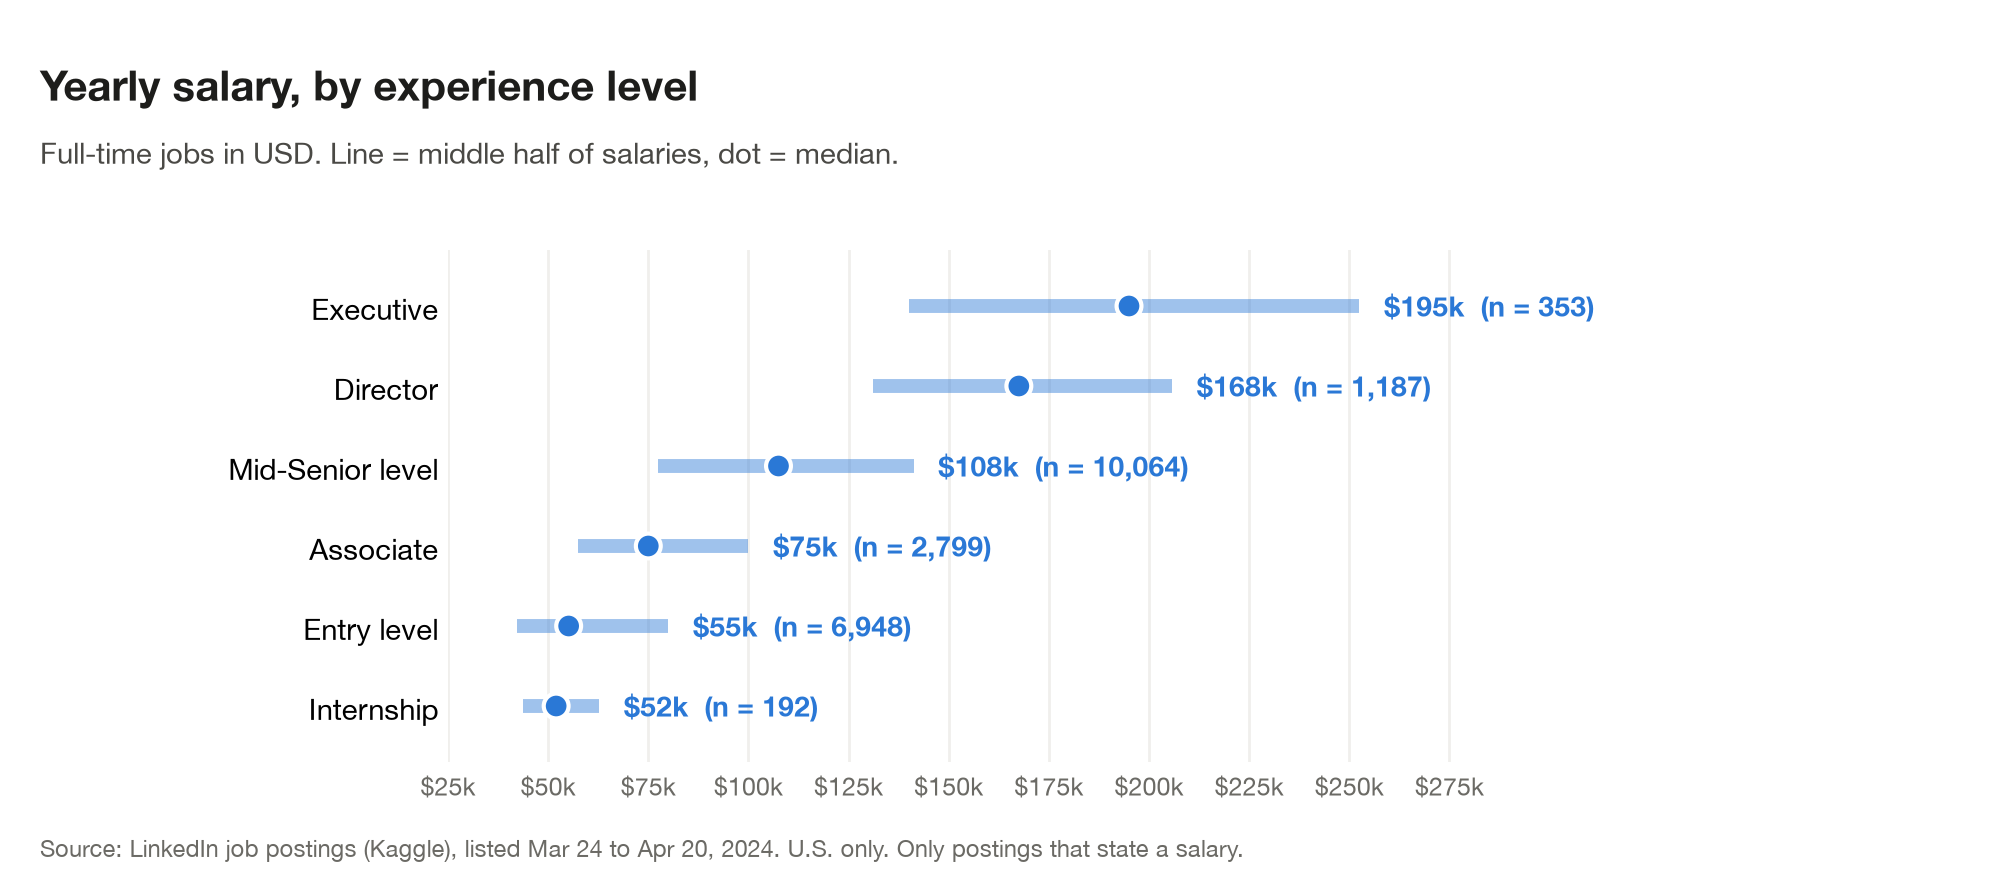 Yearly salary, by experience level
Full-time jobs in USD. Line = middle half of salaries, dot = median.
Executive $195k (n = 353)
Director $168k (n = 1,187)
Mid-Senior level $108k (n = 10,064)
Associate $75k (n = 2,799)
Entry level $55k (n = 6,948)
Internship $52k (n = 192)
$25k $50k $75k $100k $125k $150k $175k $200k $225k $250k $275k
Source: LinkedIn job postings (Kaggle), listed Mar 24 to Apr 20, 2024. U.S. only. Only postings that state a salary.